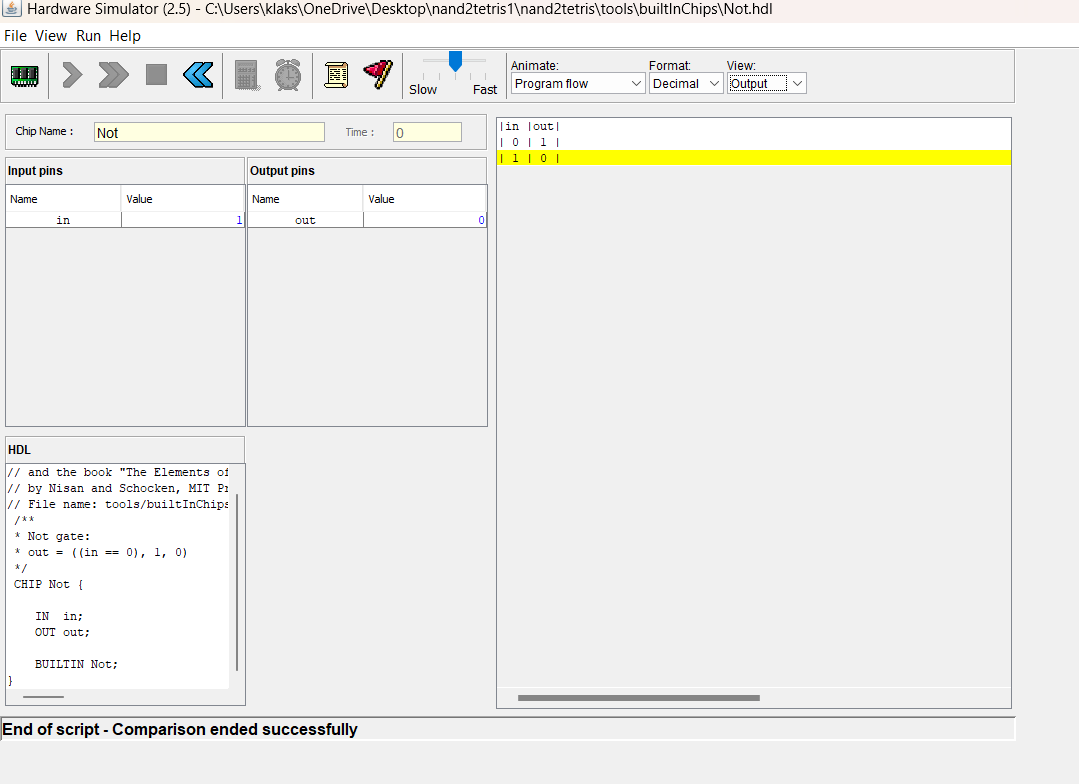 Hardware Simulator (2.5) - C:\Users\klaks\OneDrive\Desktop\nand2tetris1\nand2tetris\tools\builtInChips\Not.hdl
File View Run Help
Slow Fast
Animate: Format: View:
Program flow Decimal Output
Chip Name : Not Time : 0
Input pins
Name Value
in 1
Output pins
Name Value
out 0
|in |out|
| 0 | 1 |
| 1 | 0 |
HDL
// and the book "The Elements of
// by Nisan and Schocken, MIT Pr
// File name: tools/builtInChips
/**
* Not gate:
* out = ((in == 0), 1, 0)
*/
CHIP Not {
IN in;
OUT out;
BUILTIN Not;
}
End of script - Comparison ended successfully